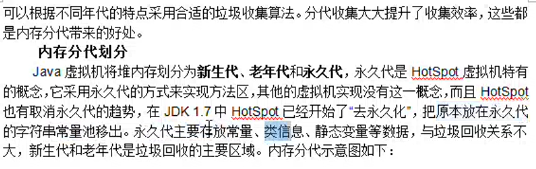 可以根据不同年代的特点采用合适的垃圾收集算法。分代收集大大提升了收集效率，这些都
是内存分代带来的好处。
内存分代划分
Java 虚拟机将堆内存划分为新生代、老年代和永久代，永久代是 HotSpot 虚拟机特有
的概念，它采用永久代的方式来实现方法区，其他的虚拟机实现没有这一概念，而且 HotSpot
也有取消永久代的趋势，在 JDK 1.7 中 HotSpot 已经开始了“去永久化”，把原本放在永久代
的字符串常量池移出。永久代主要存放常量、类信息、静态变量等数据，与垃圾回收关系不
大，新生代和老年代是垃圾回收的主要区域。内存分代示意图如下：